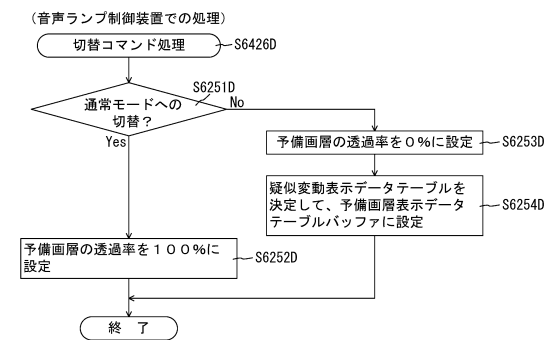 （音声ランプ制御装置での処理）
切替コマンド処理
S6426D
S6251D
通常モードへの
切替？
No
Yes
予備画層の透過率を０％に設定
S6253D
疑似変動表示データテーブルを
決定して、予備画層表示データ
テーブルバッファに設定
S6254D
予備画層の透過率を１００％に
設定
S6252D
終　了